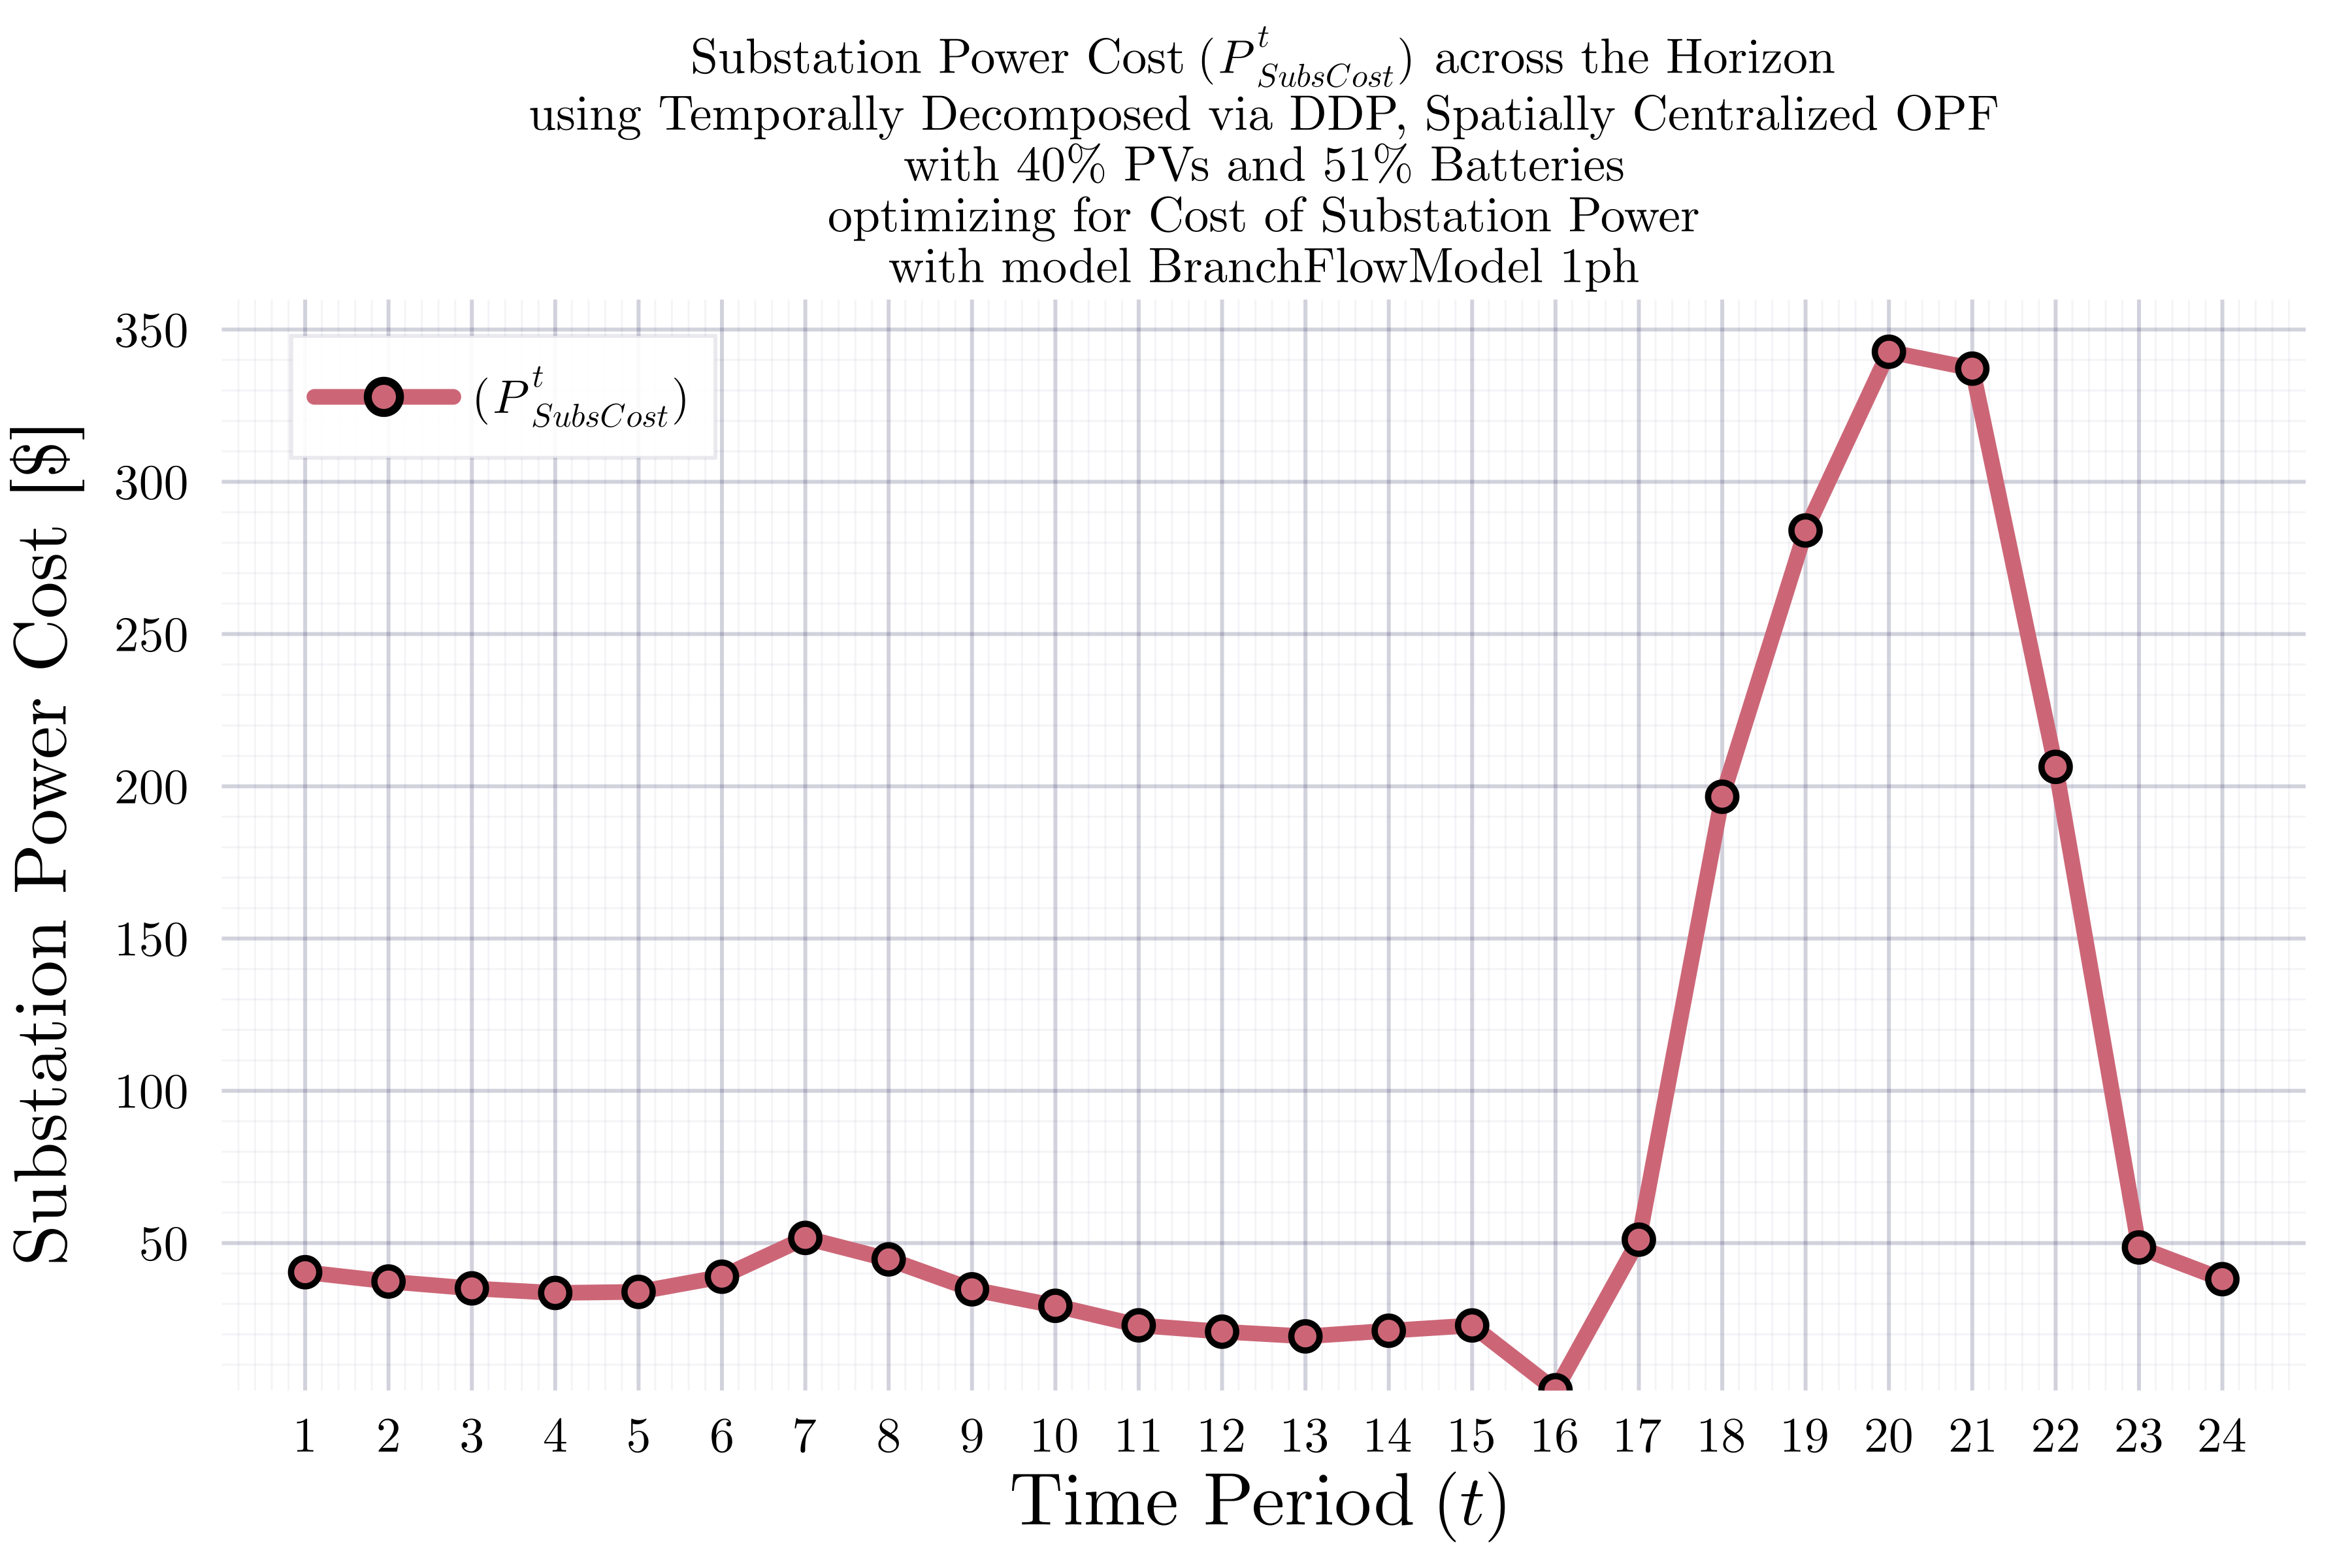 Substation Power Cost (P^t_SubsCost) across the Horizon
using Temporally Decomposed via DDP, Spatially Centralized OPF
with 40% PVs and 51% Batteries
optimizing for Cost of Substation Power
with model BranchFlowModel 1ph
(P^t_SubsCost)
Substation Power Cost [$]
350
300
250
200
150
100
50
1 2 3 4 5 6 7 8 9 10 11 12 13 14 15 16 17 18 19 20 21 22 23 24
Time Period (t)